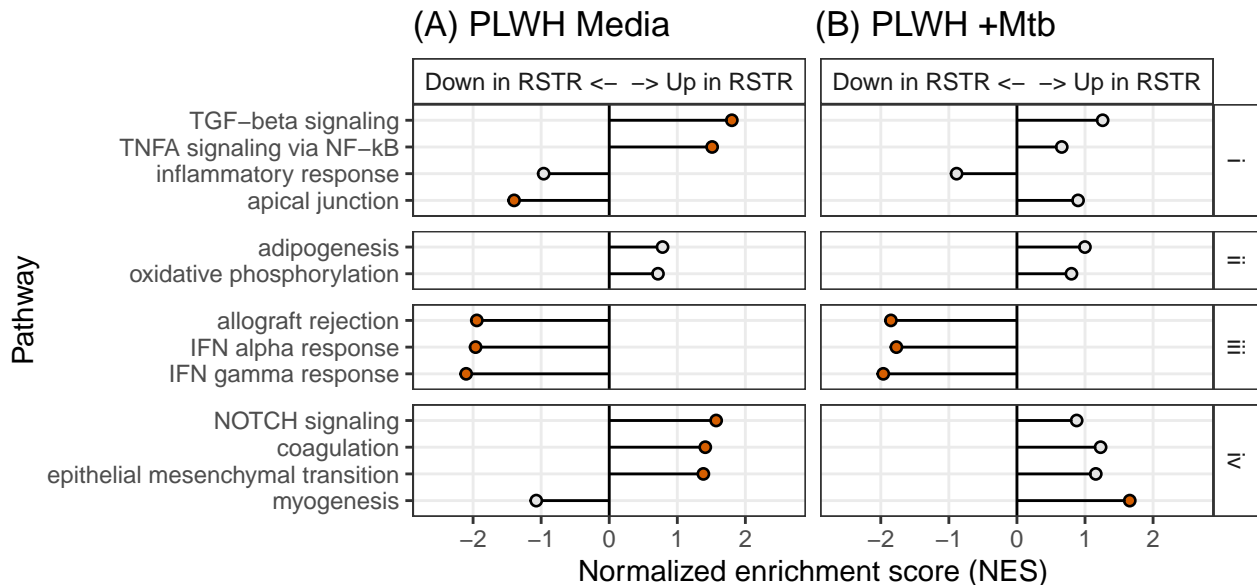 (A) PLWH Media
(B) PLWH +Mtb
Down in RSTR <− −> Up in RSTR
Down in RSTR <− −> Up in RSTR
Pathway
TGF−beta signaling
TNFA signaling via NF−kB
inflammatory response
apical junction
i
adipogenesis
oxidative phosphorylation
ii
allograft rejection
IFN alpha response
IFN gamma response
iii
NOTCH signaling
coagulation
epithelial mesenchymal transition
myogenesis
iv
−2 −1 0 1 2
−2 −1 0 1 2
Normalized enrichment score (NES)